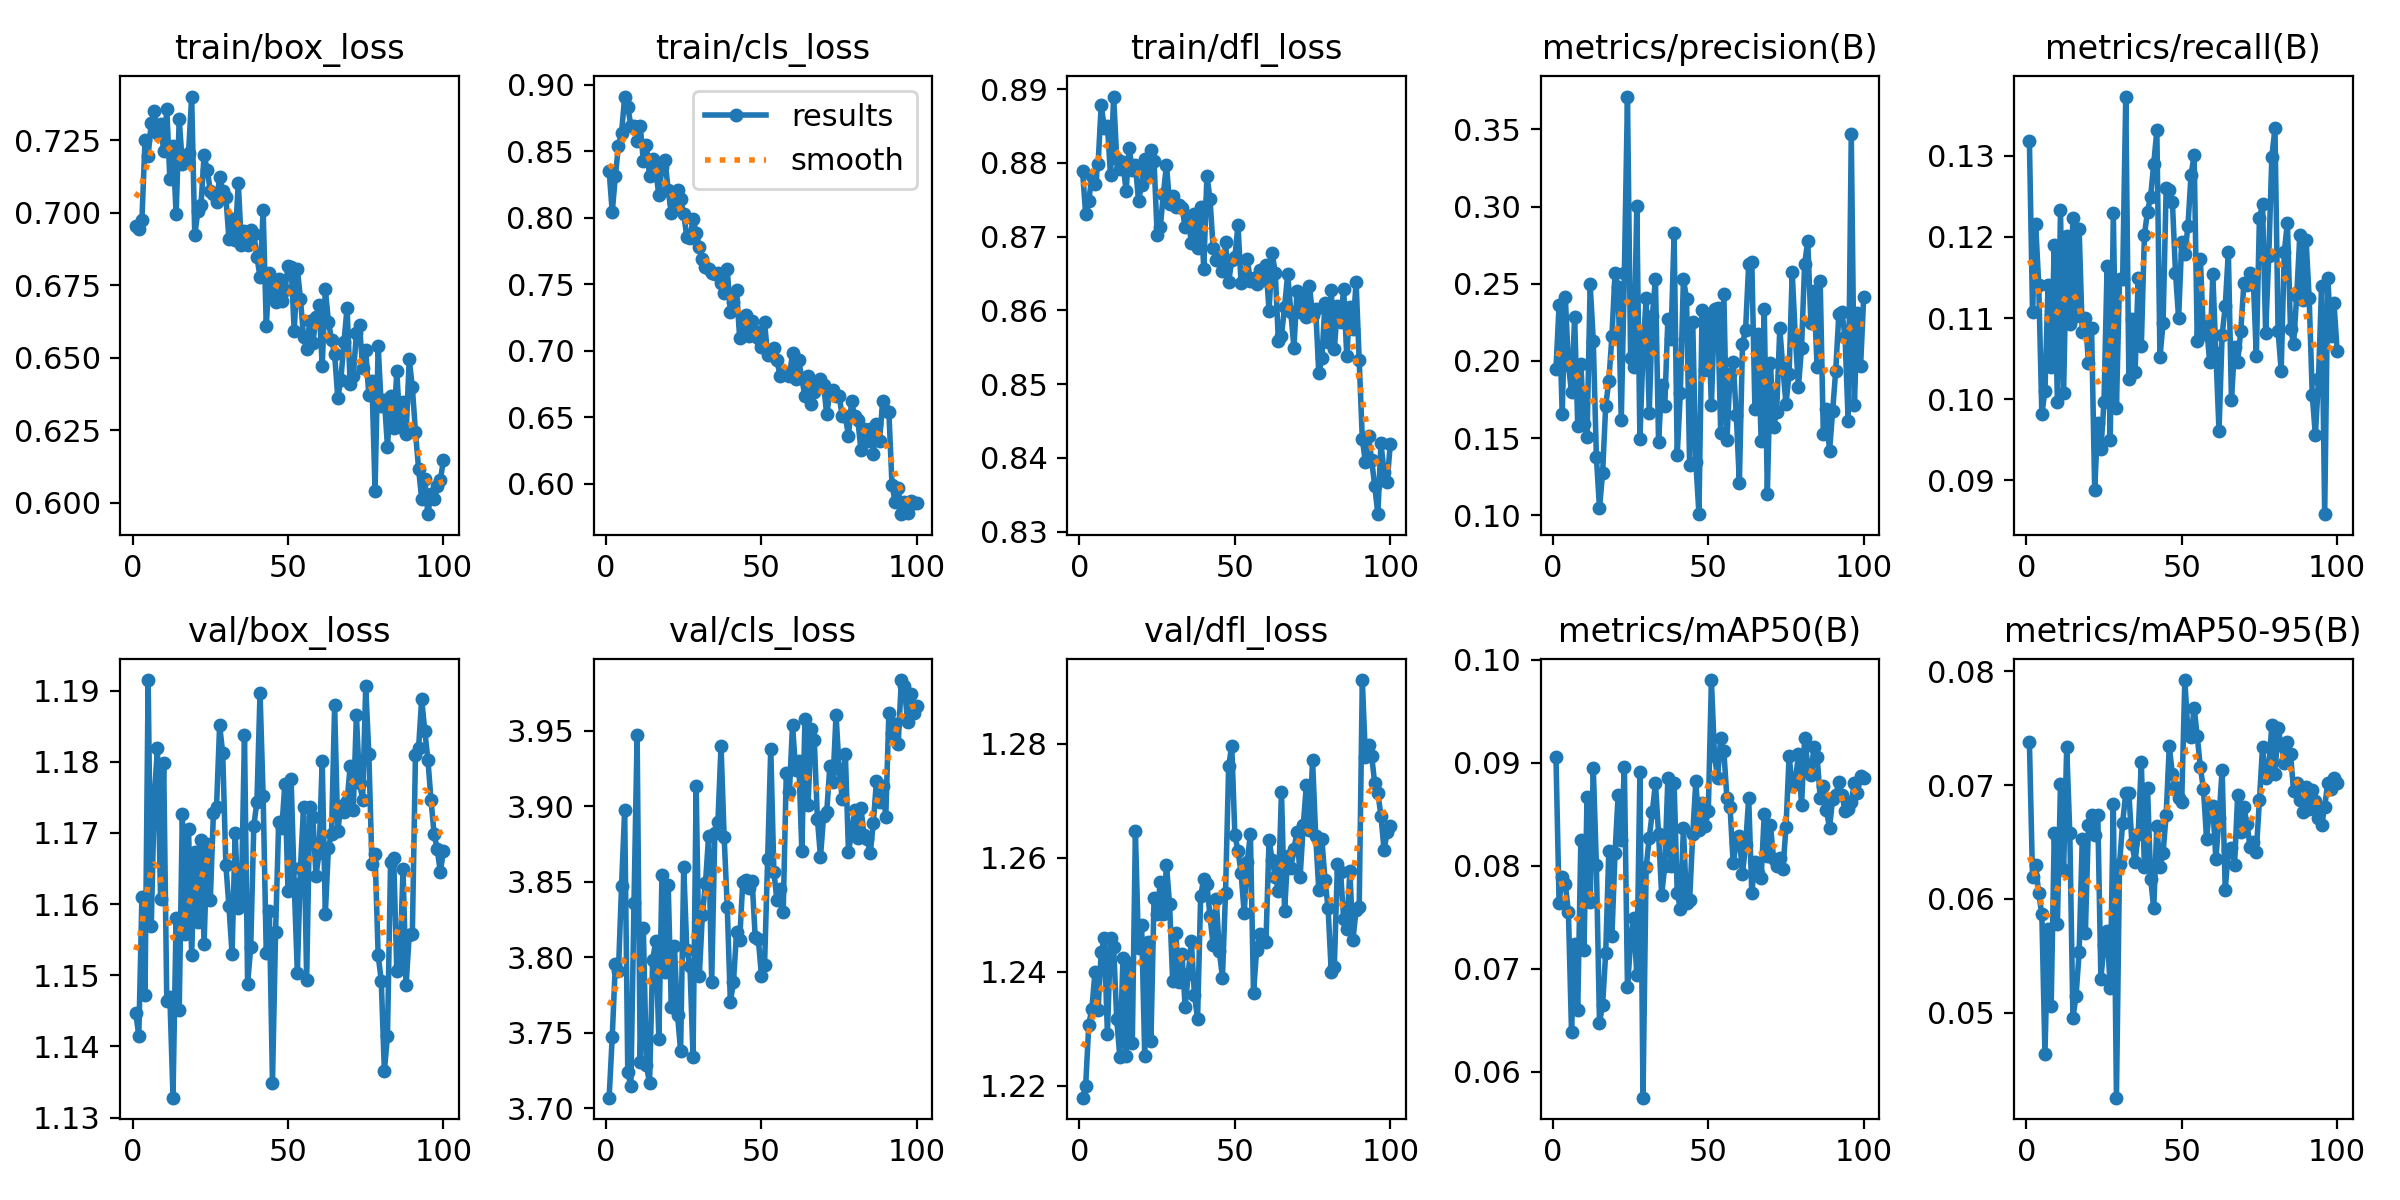 train/box_loss
0.725
0.700
0.675
0.650
0.625
0.600
0 50 100
train/cls_loss
results
smooth
0.90
0.85
0.80
0.75
0.70
0.65
0.60
0 50 100
train/dfl_loss
0.89
0.88
0.87
0.86
0.85
0.84
0.83
0 50 100
metrics/precision(B)
0.35
0.30
0.25
0.20
0.15
0.10
0 50 100
metrics/recall(B)
0.13
0.12
0.11
0.10
0.09
0 50 100
val/box_loss
1.19
1.18
1.17
1.16
1.15
1.14
1.13
0 50 100
val/cls_loss
3.95
3.90
3.85
3.80
3.75
3.70
0 50 100
val/dfl_loss
1.28
1.26
1.24
1.22
0 50 100
metrics/mAP50(B)
0.10
0.09
0.08
0.07
0.06
0 50 100
metrics/mAP50-95(B)
0.08
0.07
0.06
0.05
0 50 100